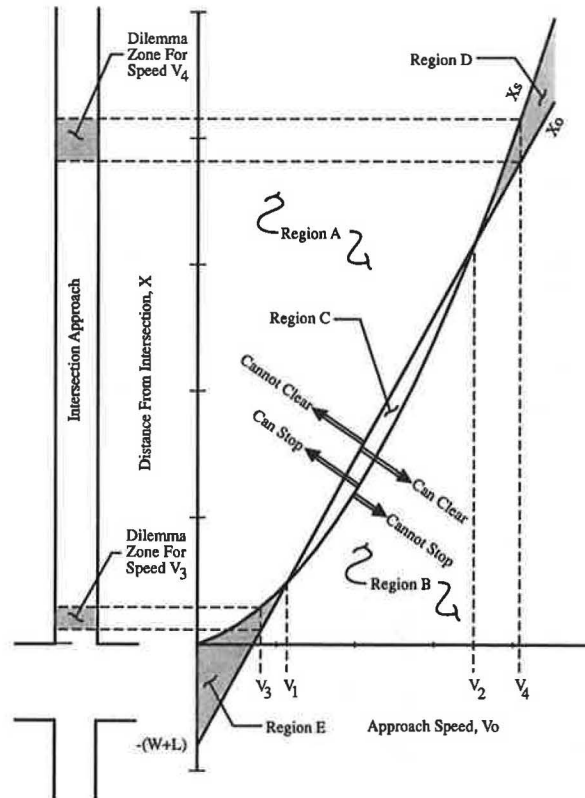 Dilemma
Zone For
Speed V4
Region D
Xs
Xo
Region A
Intersection Approach
Distance From Intersection, X
Region C
Cannot Clear
Can Stop
Can Clear
Cannot Stop
Dilemma
Zone For
Speed V3
Region B
V3
V1
V2
V4
Region E
Approach Speed, Vo
-(W+L)